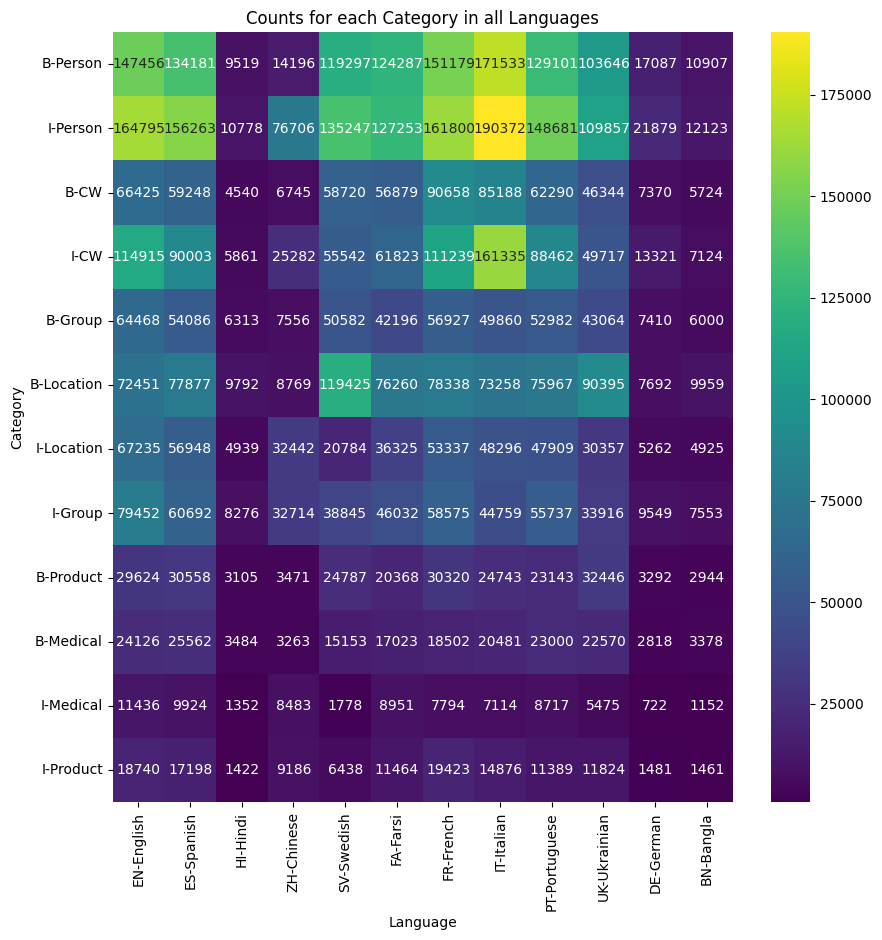 Counts for each Category in all Languages
B-Person 147456 134181 9519 14196 119297 124287 151179 171533 129101 103646 17087 10907
I-Person 164795 156263 10778 76706 135247 127253 161800 190372 148681 109857 21879 12123
B-CW 66425 59248 4540 6745 58720 56879 90658 85188 62290 46344 7370 5724
I-CW 114915 90003 5861 25282 55542 61823 111239 161335 88462 49717 13321 7124
B-Group 64468 54086 6313 7556 50582 42196 56927 49860 52982 43064 7410 6000
B-Location 72451 77877 9792 8769 119425 76260 78338 73258 75967 90395 7692 9959
I-Location 67235 56948 4939 32442 20784 36325 53337 48296 47909 30357 5262 4925
I-Group 79452 60692 8276 32714 38845 46032 58575 44759 55737 33916 9549 7553
B-Product 29624 30558 3105 3471 24787 20368 30320 24743 23143 32446 3292 2944
B-Medical 24126 25562 3484 3263 15153 17023 18502 20481 23000 22570 2818 3378
I-Medical 11436 9924 1352 8483 1778 8951 7794 7114 8717 5475 722 1152
I-Product 18740 17198 1422 9186 6438 11464 19423 14876 11389 11824 1481 1461
EN-English ES-Spanish HI-Hindi ZH-Chinese SV-Swedish FA-Farsi FR-French IT-Italian PT-Portuguese UK-Ukrainian DE-German BN-Bangla
Language
Category
175000
150000
125000
100000
75000
50000
25000